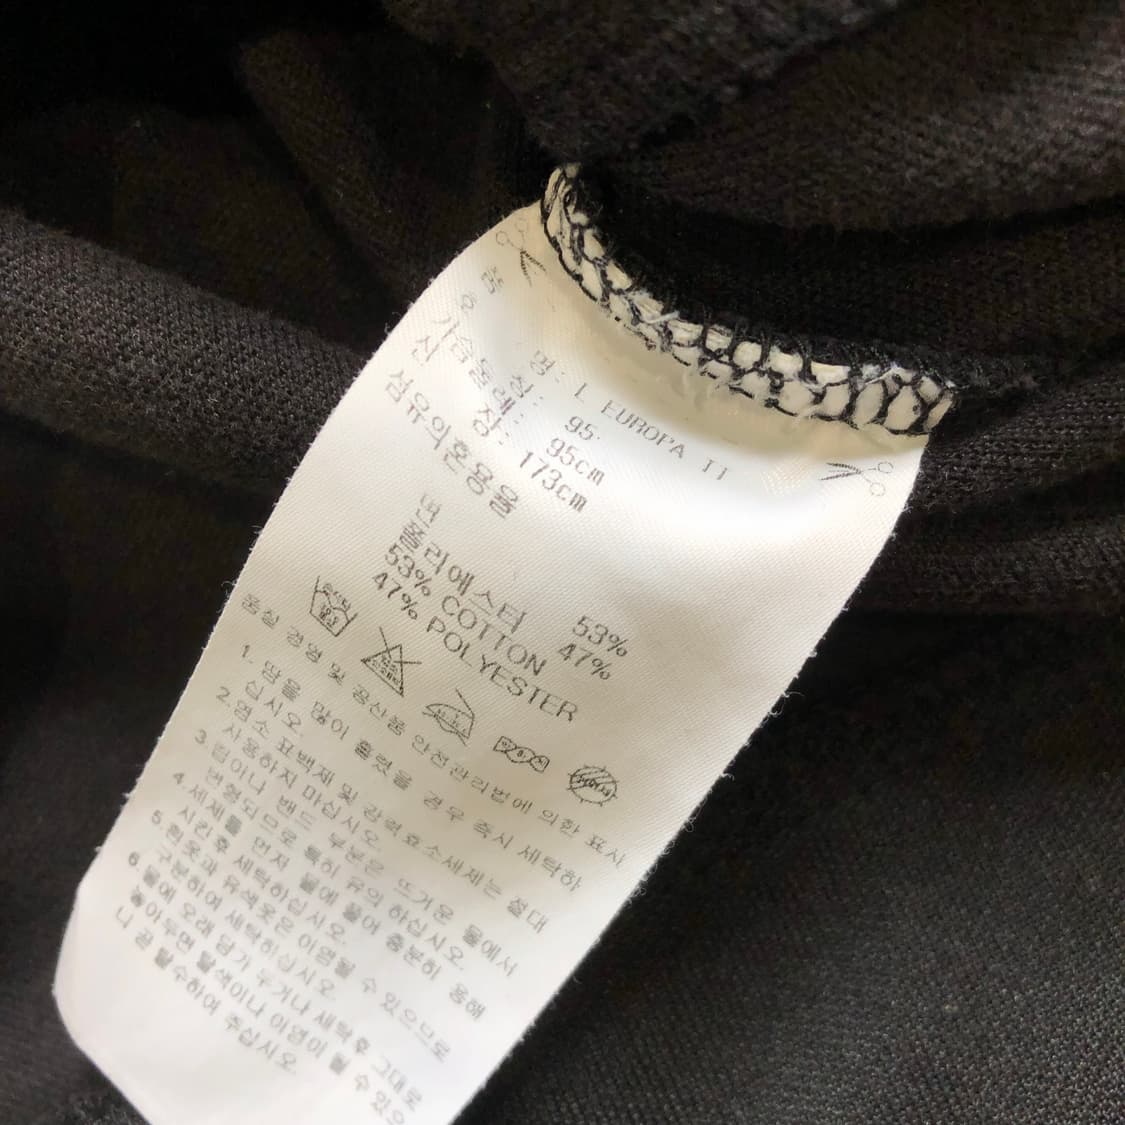 품 명 : L EUROPA TI
호 칭 : 95
가슴둘레 : 95cm
신 장 : 173cm
섬유의혼용율
면 53%
폴리에스터 47%
53% COTTON
47% POLYESTER
품질 경영 및 공산품 안전관리법에 의한 표시
1. 땀을 많이 흘렸을 경우 즉시 세탁하
십시오.
2. 염소 표백제 및 강력효소세제는 절대
사용하지 마십시오.
3. 립이나 밴드 부분은 뜨거운 물에서
변형되므로 특히 유의 하십시오.
4. 세제를 먼저 물에 풀어 충분히 용해
시킨후 세탁하십시오.
5. 흰옷과 유색옷은 이염될 수 있으므로
구분하여 세탁하십시오.
6. 물에 오래 담가 두거나 세탁후 그대로
놓아두면 탈색이나 이염이 될 수 있으
니 곧 탈수하여 주십시오.